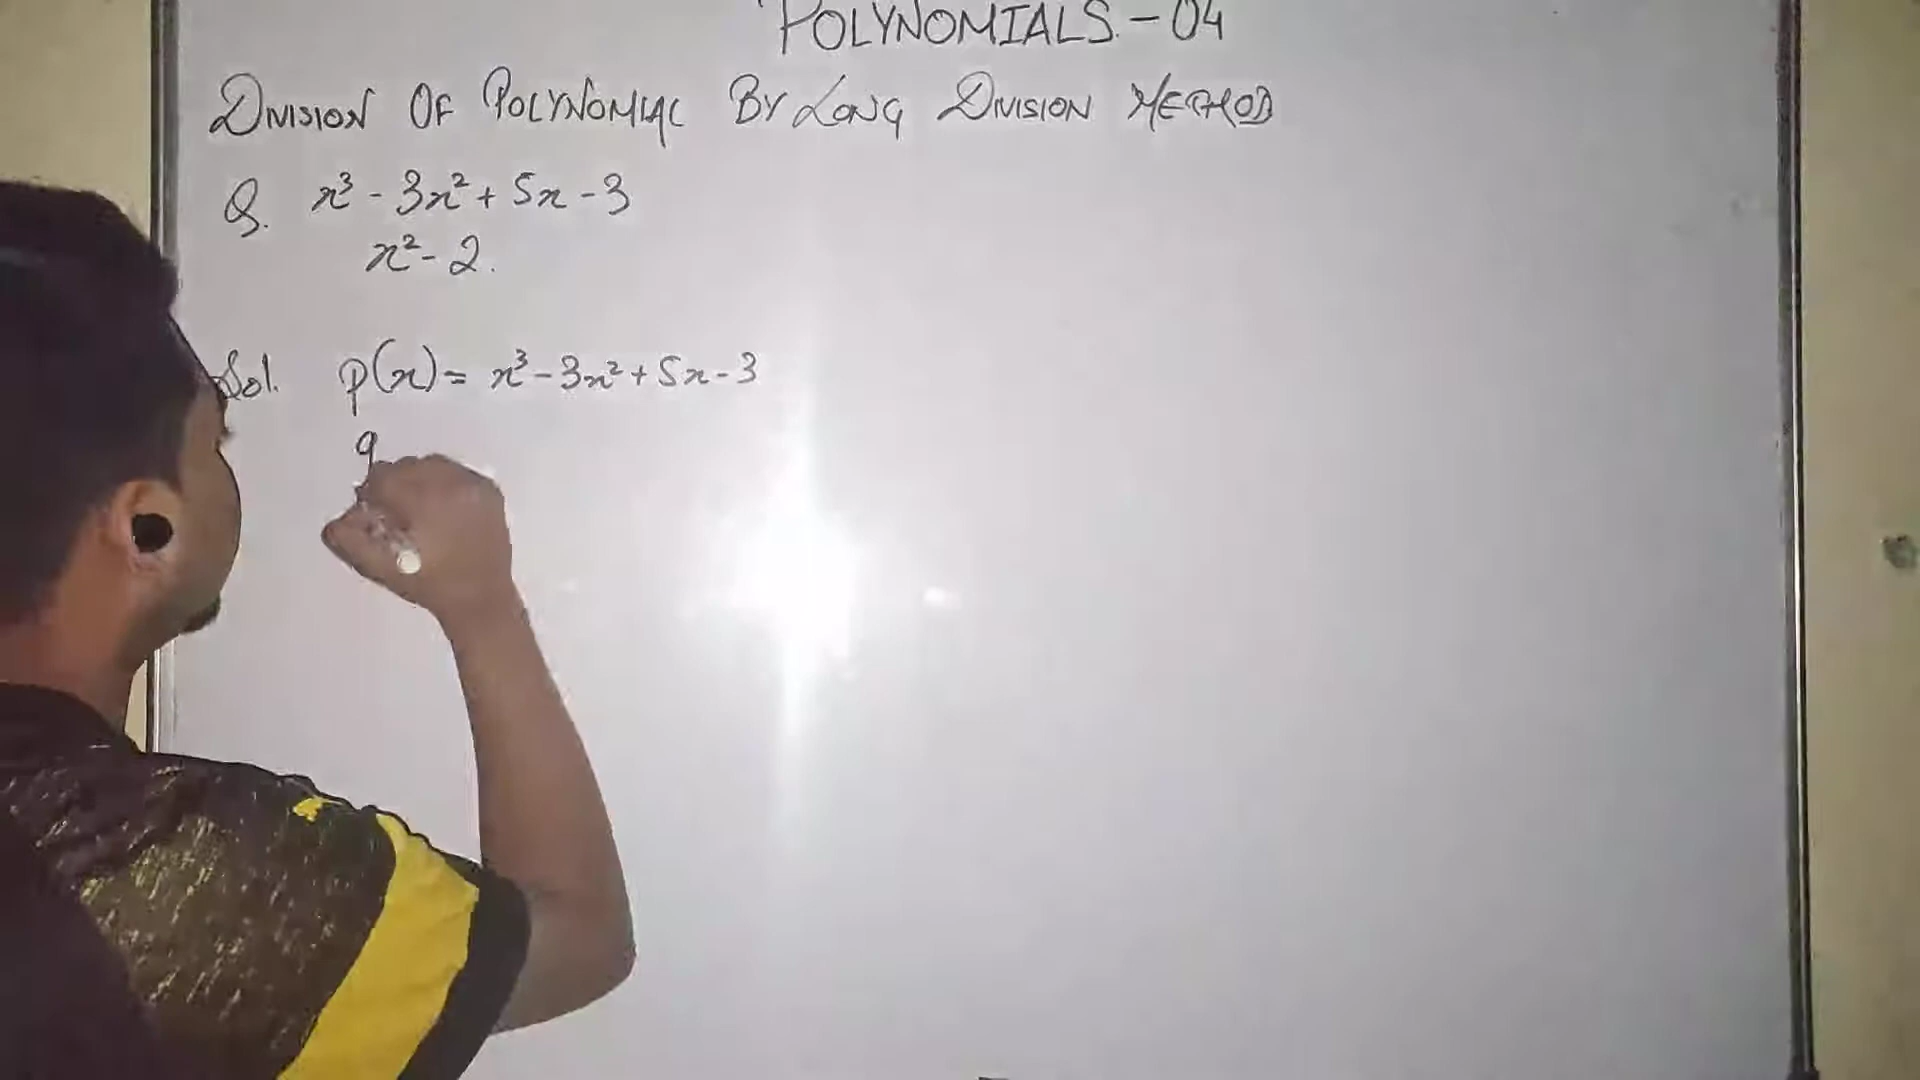 POLYNOMIALS - 04
DIVISION OF POLYNOMIAL BY LONG DIVISION METHOD
Q. x³ - 3x² + 5x - 3
x² - 2.
Sol. p(x) = x³ - 3x² + 5x - 3
q